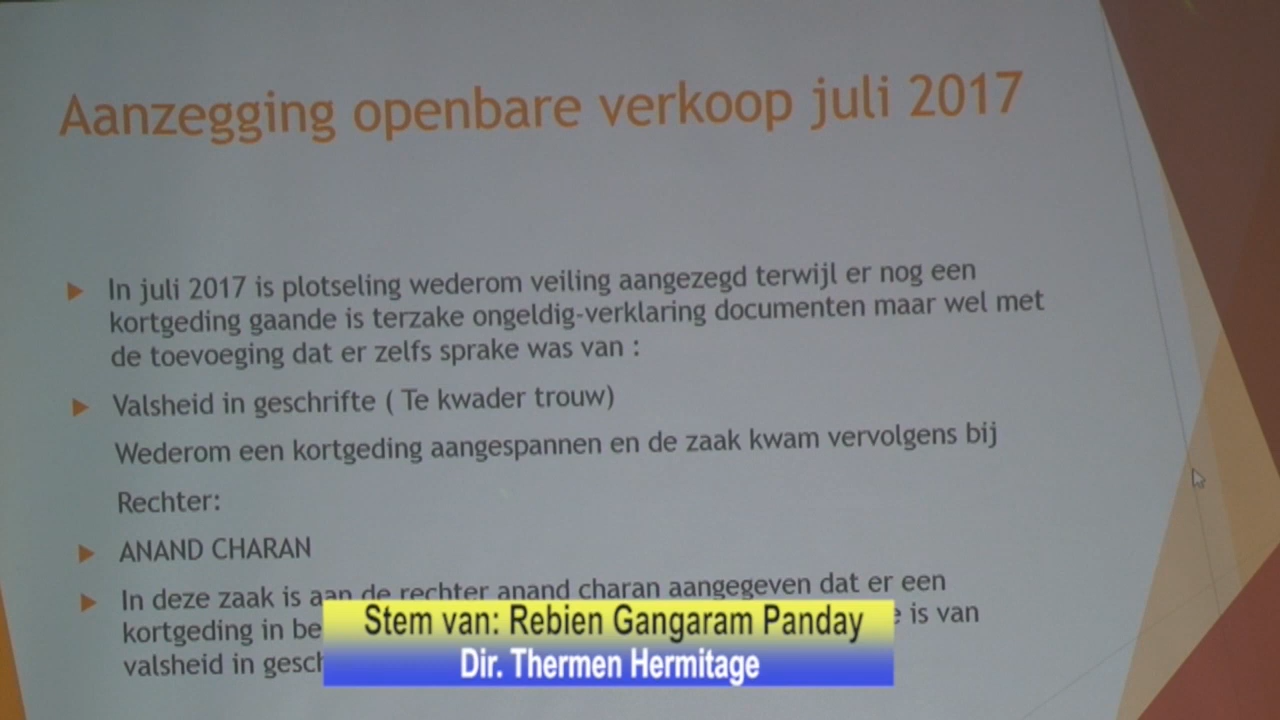 Aanzegging openbare verkoop juli 2017
In juli 2017 is plotseling wederom veiling aangezegd terwijl er nog een
kortgeding gaande is terzake ongeldig-verklaring documenten maar wel met
de toevoeging dat er zelfs sprake was van :
Valsheid in geschrifte ( Te kwader trouw)
Wederom een kortgeding aangespannen en de zaak kwam vervolgens bij
Rechter:
ANAND CHARAN
In deze zaak is aan de rechter anand charan aangegeven dat er een
kortgeding in be is van
valsheid in gesch
Stem van: Rebien Gangaram Panday
Dir. Thermen Hermitage